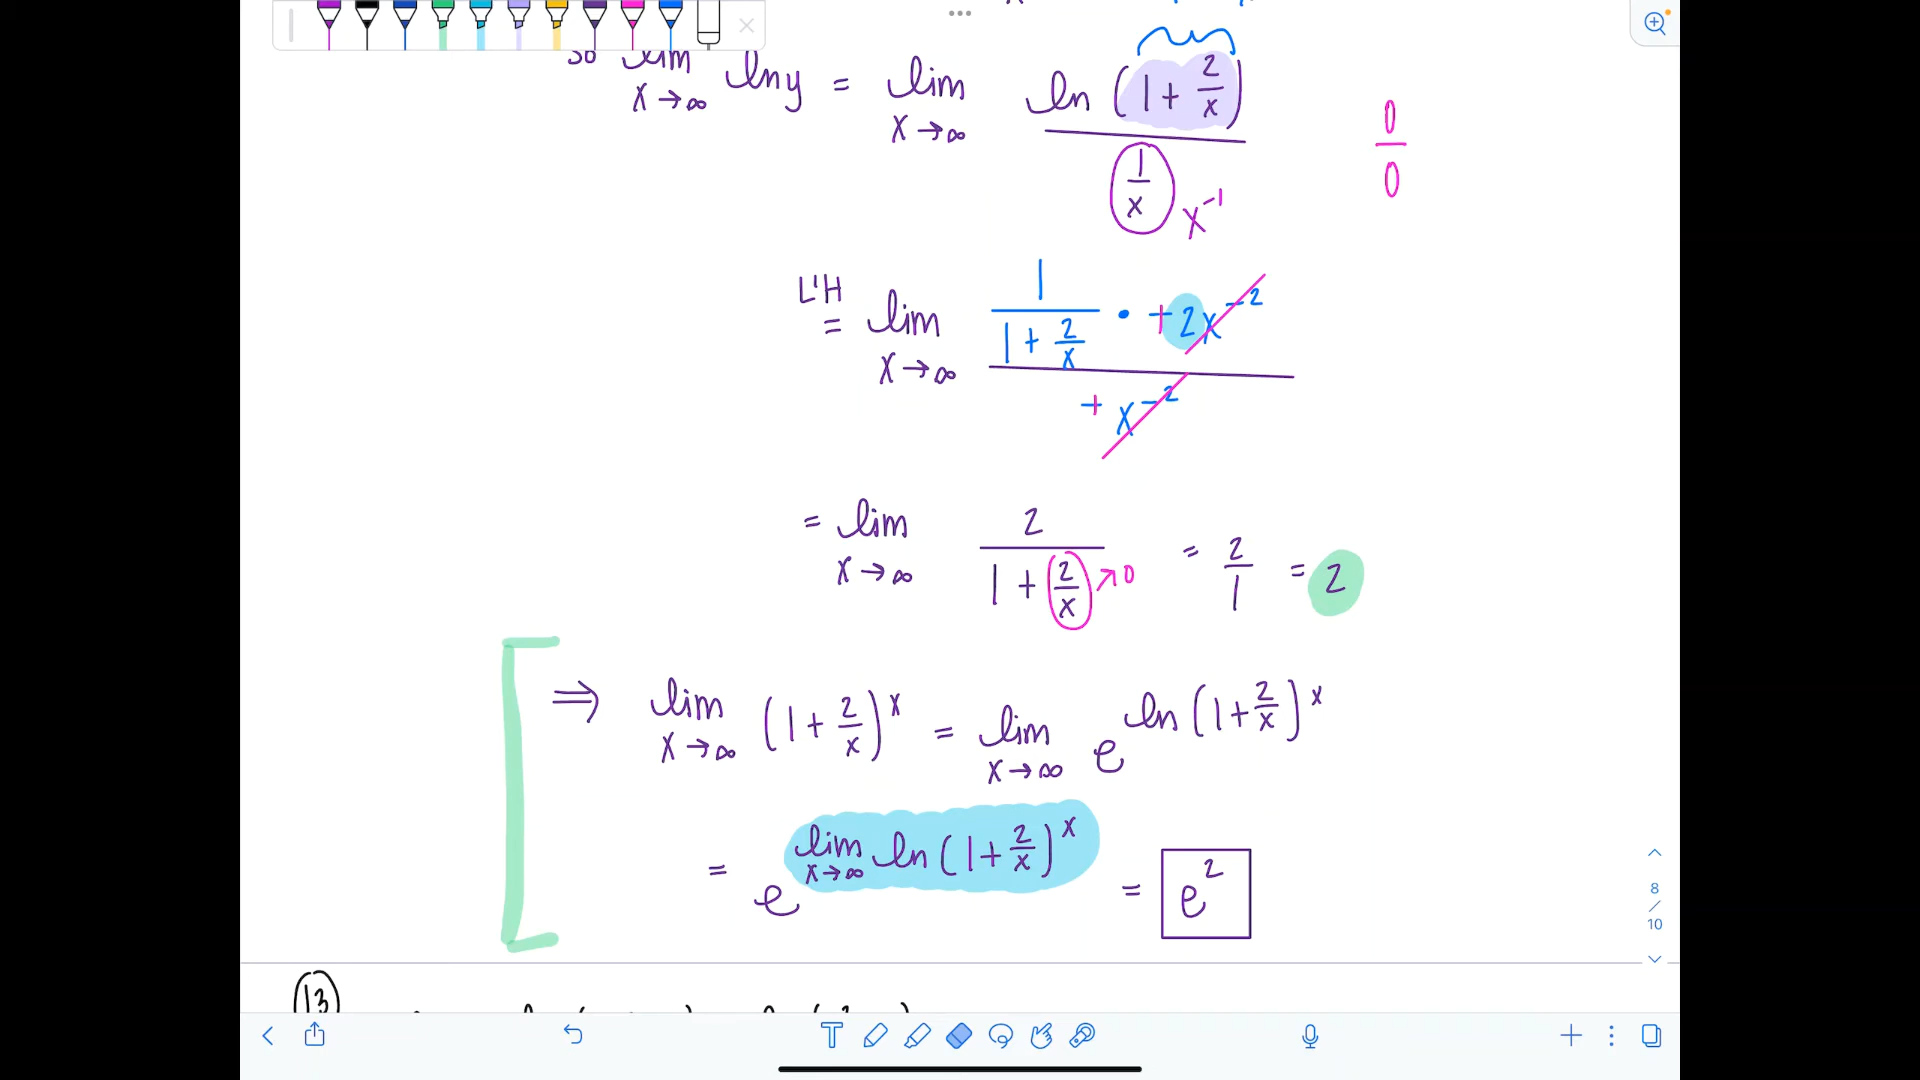 so lim x→∞ ln y = lim x→∞ ln (1 + 2/x) / (1/x) x⁻¹ 0/0
L'H = lim x→∞ (1/(1 + 2/x) • +2x⁻²) / (+x⁻²)
= lim x→∞ 2/(1 + 2/x) ↗0 = 2/1 = 2
⇒ lim x→∞ (1 + 2/x)^x = lim x→∞ e^(ln (1 + 2/x)^x)
= e^(lim x→∞ ln (1 + 2/x)^x) = e²
8 / 10
13